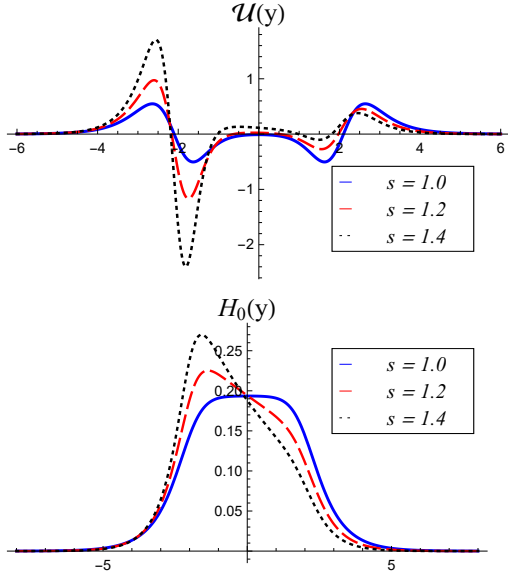 𝒰(y)
1
-6 -4 -2 2 4 6
-1
-2
s = 1.0
s = 1.2
s = 1.4
H₀(y)
0.25
0.20
0.15
0.10
0.05
-5 5
s = 1.0
s = 1.2
s = 1.4